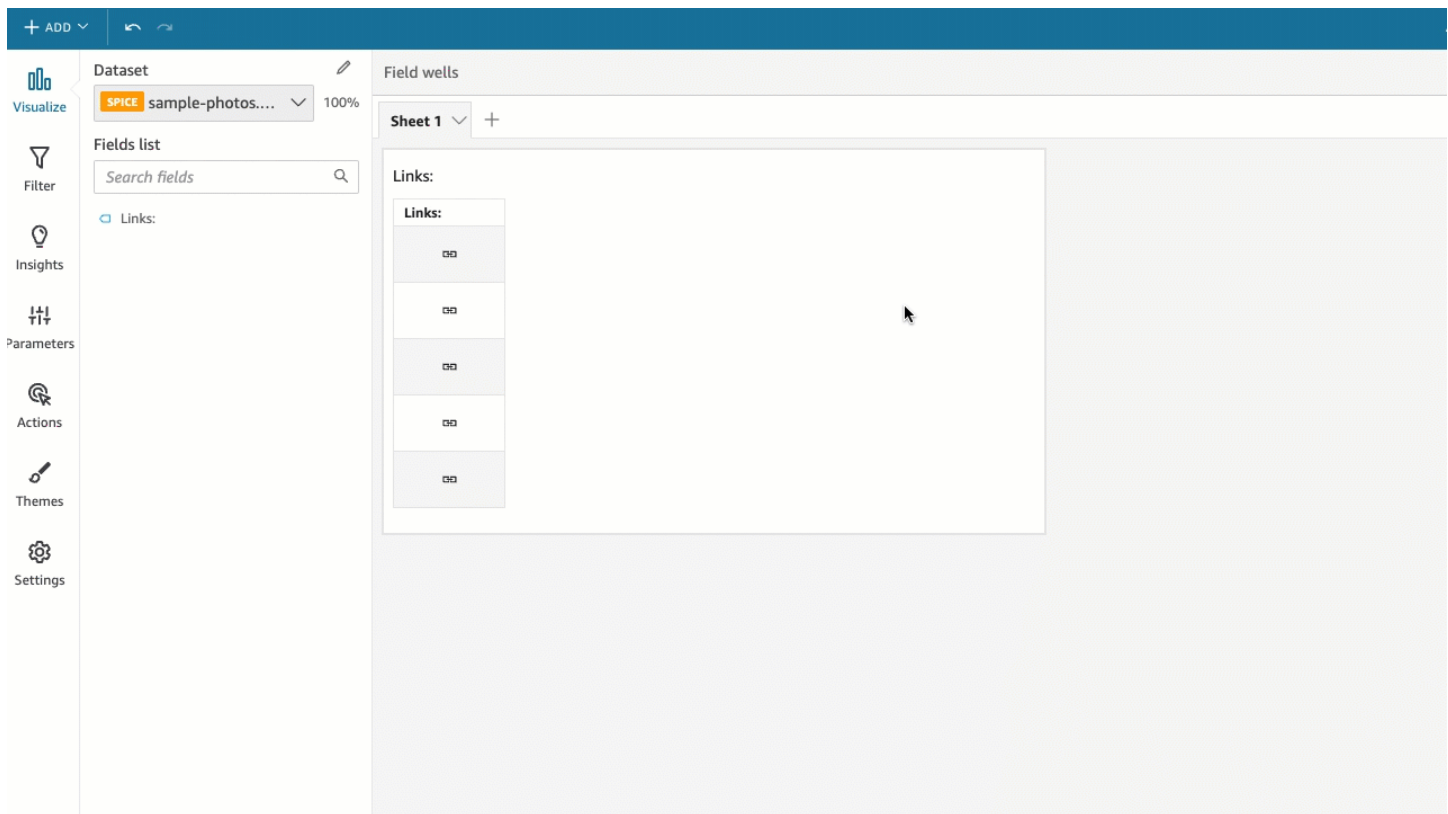 ADD
Visualize
Filter
Insights
Parameters
Actions
Themes
Settings
Dataset
SPICE sample-photos.... 100%
Fields list
Search fields
Links:
Field wells
Sheet 1
Links:
Links: